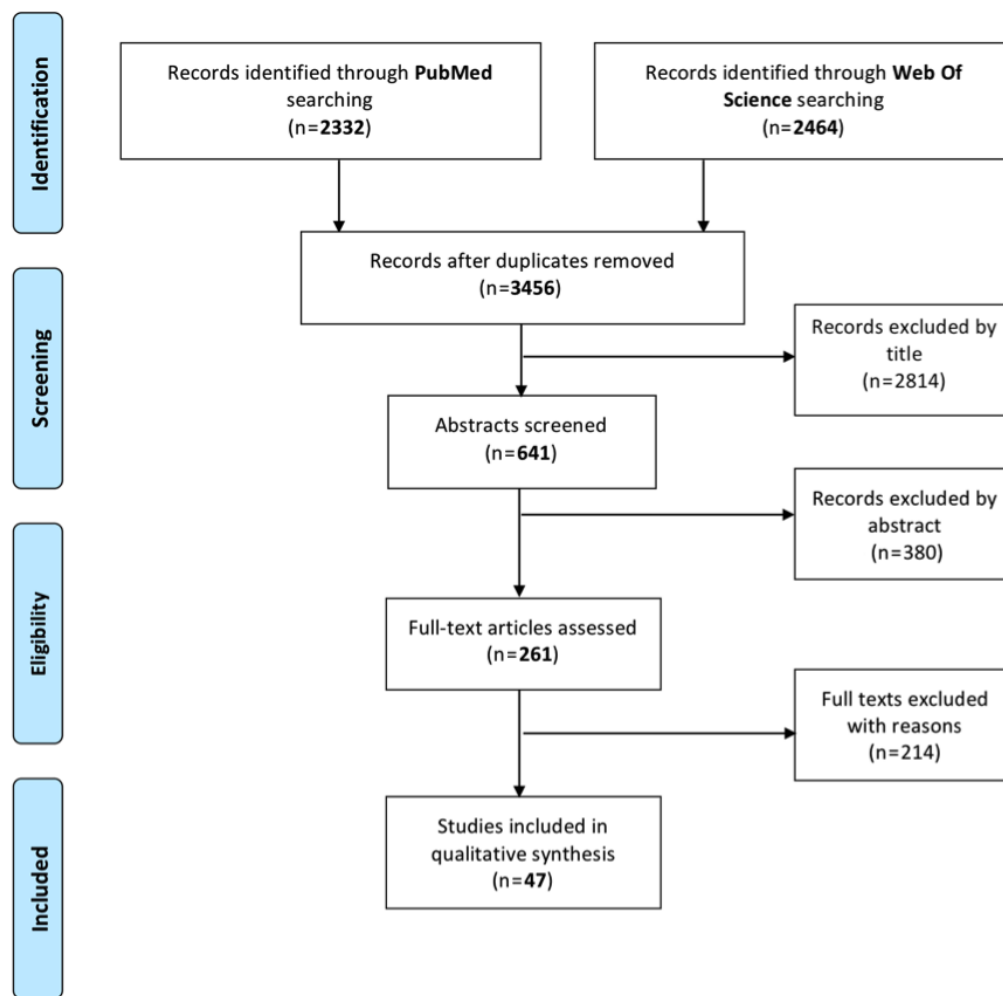 Identification
Records identified through PubMed
searching
(n=2332)
Records identified through Web Of
Science searching
(n=2464)
Records after duplicates removed
(n=3456)
Screening
Records excluded by
title
(n=2814)
Abstracts screened
(n=641)
Records excluded by
abstract
(n=380)
Eligibility
Full-text articles assessed
(n=261)
Full texts excluded
with reasons
(n=214)
Included
Studies included in
qualitative synthesis
(n=47)